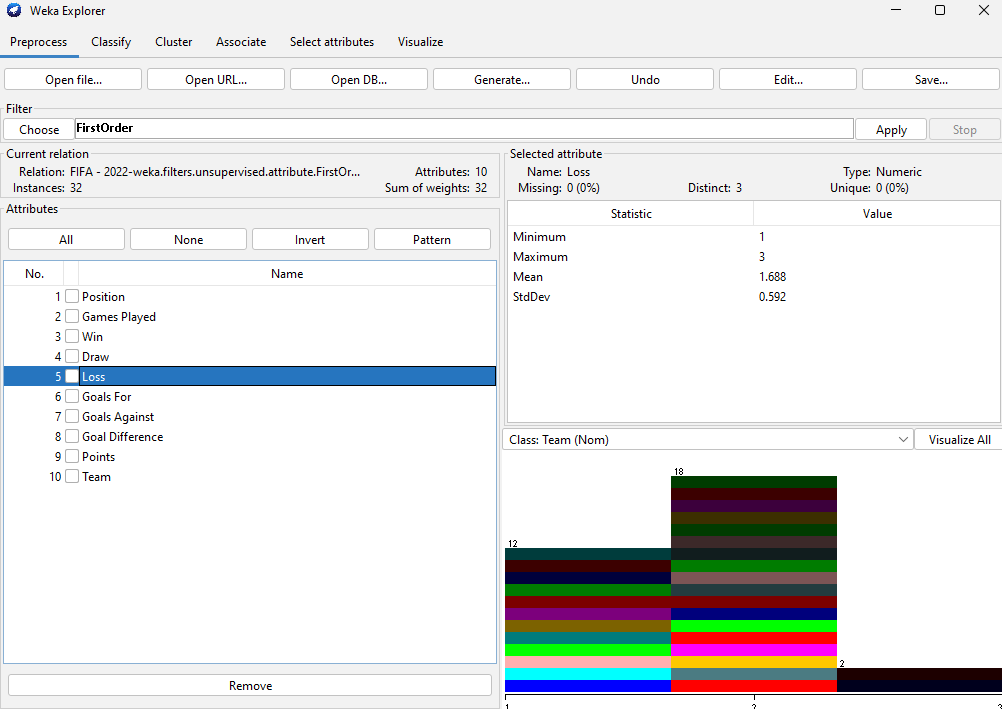 Weka Explorer
Preprocess Classify Cluster Associate Select attributes Visualize
Open file... Open URL... Open DB... Generate... Undo Edit... Save...
Filter
Choose FirstOrder Apply Stop
Current relation
Relation: FIFA - 2022-weka.filters.unsupervised.attribute.FirstOr... Attributes: 10
Instances: 32 Sum of weights: 32
Attributes
All None Invert Pattern
No. Name
1 Position
2 Games Played
3 Win
4 Draw
5 Loss
6 Goals For
7 Goals Against
8 Goal Difference
9 Points
10 Team
Remove
Selected attribute
Name: Loss Type: Numeric
Missing: 0 (0%) Distinct: 3 Unique: 0 (0%)
Statistic Value
Minimum 1
Maximum 3
Mean 1.688
StdDev 0.592
Class: Team (Nom) Visualize All
18
12
2